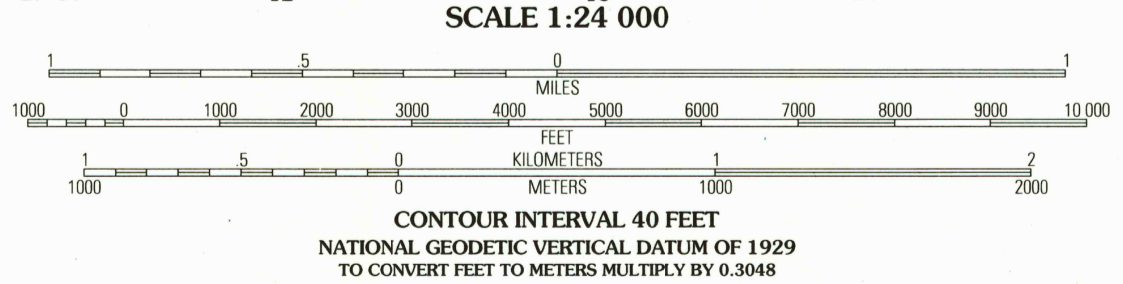 SCALE 1:24 000
1 .5 0 1
MILES
1000 0 1000 2000 3000 4000 5000 6000 7000 8000 9000 10 000
FEET
1 .5 0 KILOMETERS 1 2
1000 0 METERS 1000 2000
CONTOUR INTERVAL 40 FEET
NATIONAL GEODETIC VERTICAL DATUM OF 1929
TO CONVERT FEET TO METERS MULTIPLY BY 0.3048